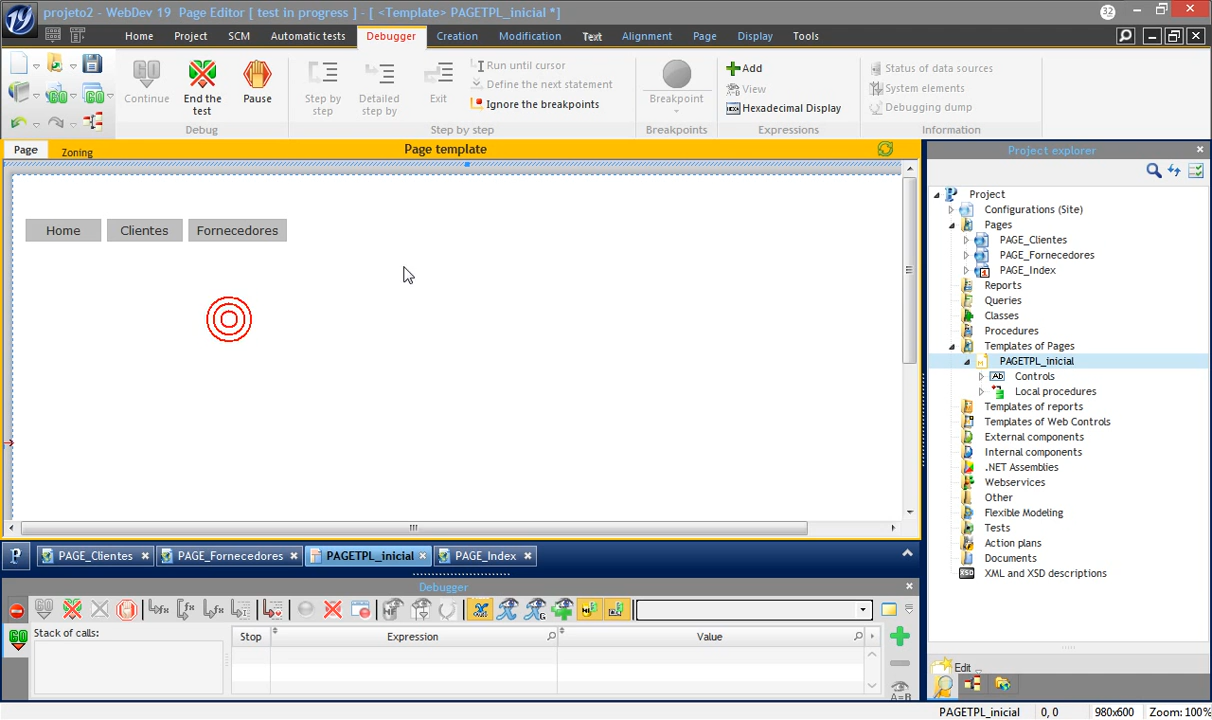 projeto2 - WebDev 19 Page Editor [ test in progress ] - [ <Template> PAGETPL_inicial *]
32
Home Project SCM Automatic tests Debugger Creation Modification Text Alignment Page Display Tools
Continue
End the test
Pause
Debug
Step by step
Detailed step by
Exit
Run until cursor
Define the next statement
Ignore the breakpoints
Step by step
Breakpoint
Breakpoints
Add
View
Hexadecimal Display
Expressions
Status of data sources
System elements
Debugging dump
Information
Page Zoning
Page template
Home Clientes Fornecedores
Project explorer
Project
Configurations (Site)
Pages
PAGE_Clientes
PAGE_Fornecedores
PAGE_Index
Reports
Queries
Classes
Procedures
Templates of Pages
PAGETPL_inicial
Controls
Local procedures
Templates of reports
Templates of Web Controls
External components
Internal components
.NET Assemblies
Webservices
Other
Flexible Modeling
Tests
Action plans
Documents
XML and XSD descriptions
Edit
PAGE_Clientes PAGE_Fornecedores PAGETPL_inicial PAGE_Index
Debugger
Stack of calls:
Stop Expression Value
PAGETPL_inicial 0, 0 980x600 Zoom: 100%